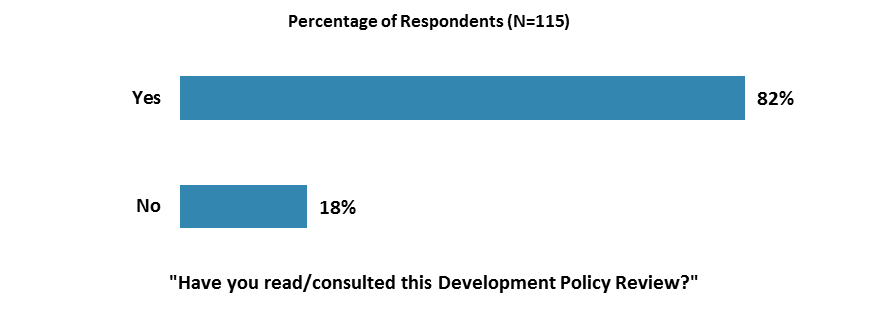 Percentage of Respondents (N=115)
Yes 82%
No 18%
"Have you read/consulted this Development Policy Review?"